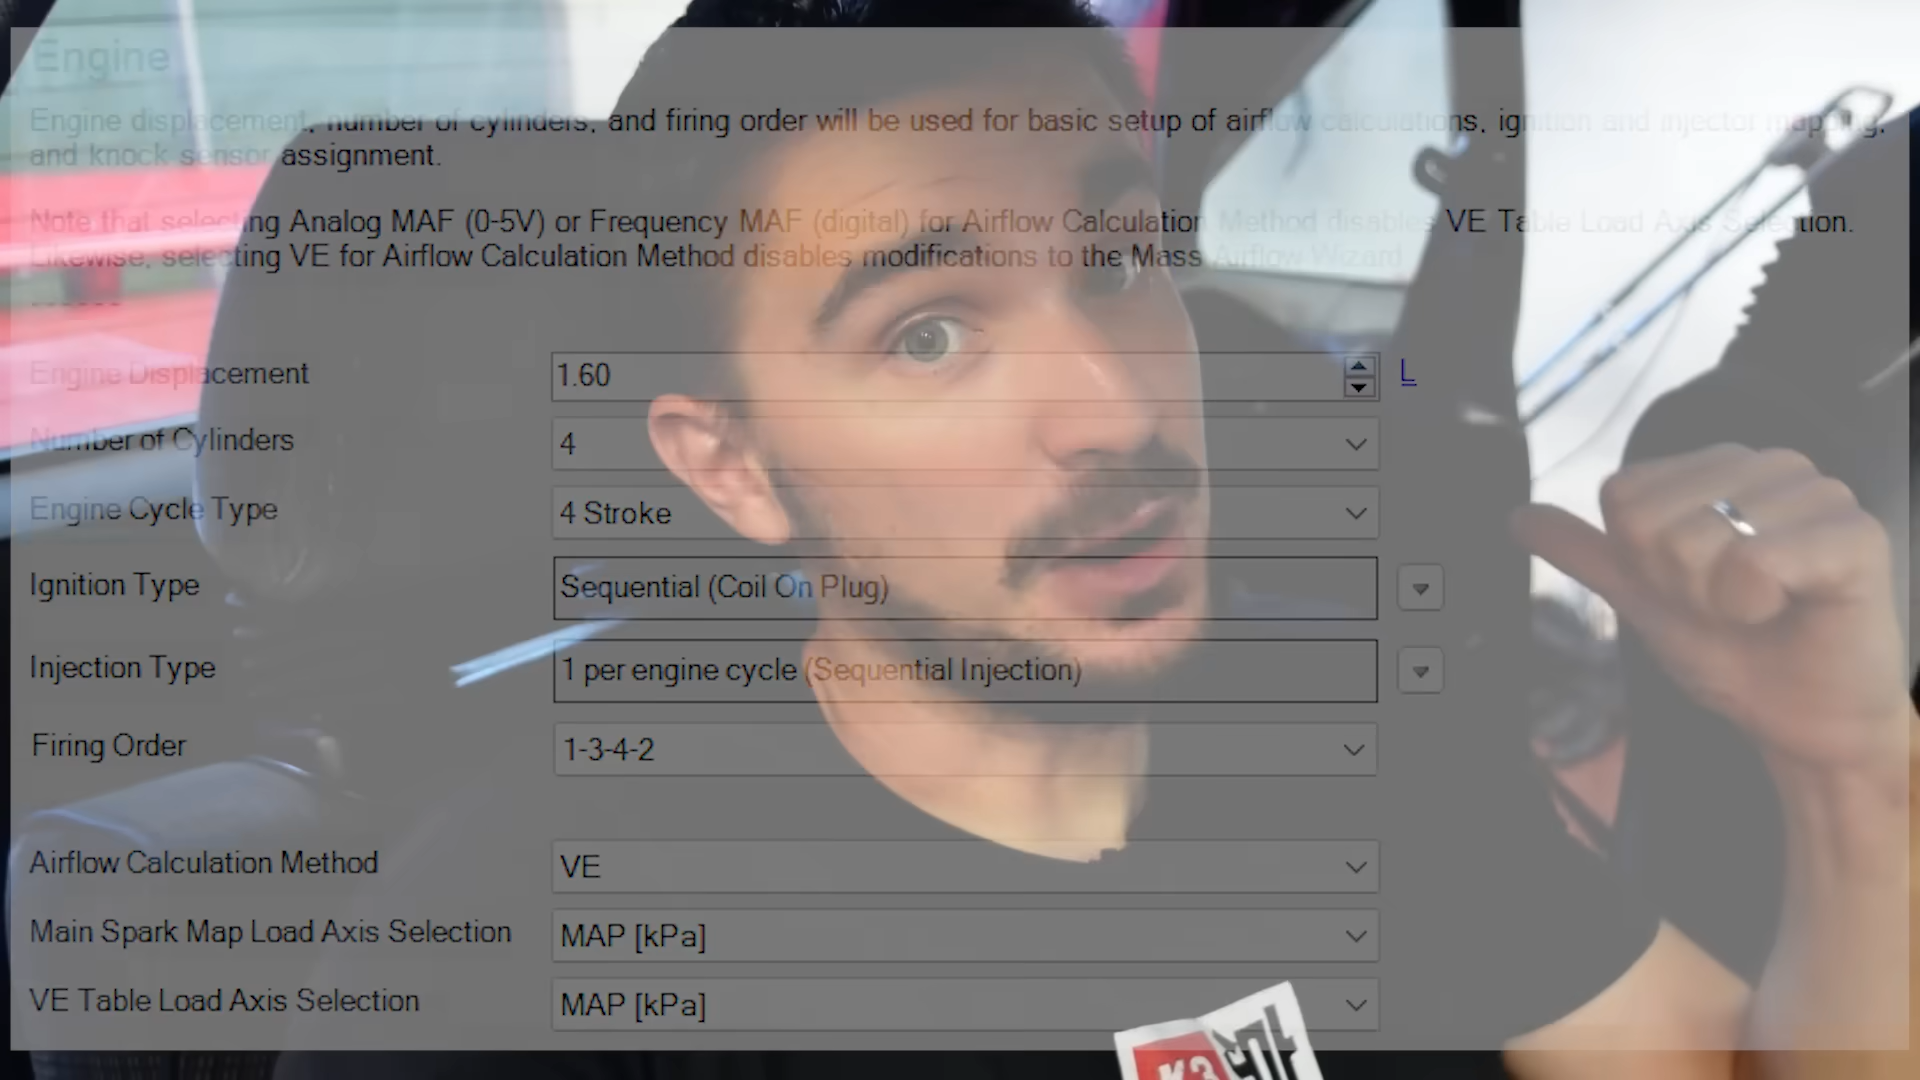 Engine
Engine displacement, number of cylinders, and firing order will be used for basic setup of airflow calculations, ignition and injector mapping,
and knock sensor assignment.
Note that selecting Analog MAF (0-5V) or Frequency MAF (digital) for Airflow Calculation Method disables VE Table Load Axis Selection.
Likewise, selecting VE for Airflow Calculation Method disables modifications to the Mass Airflow Wizard
------
Engine Displacement 1.60 L
Number of Cylinders 4
Engine Cycle Type 4 Stroke
Ignition Type Sequential (Coil On Plug)
Injection Type 1 per engine cycle (Sequential Injection)
Firing Order 1-3-4-2
Airflow Calculation Method VE
Main Spark Map Load Axis Selection MAP [kPa]
VE Table Load Axis Selection MAP [kPa]